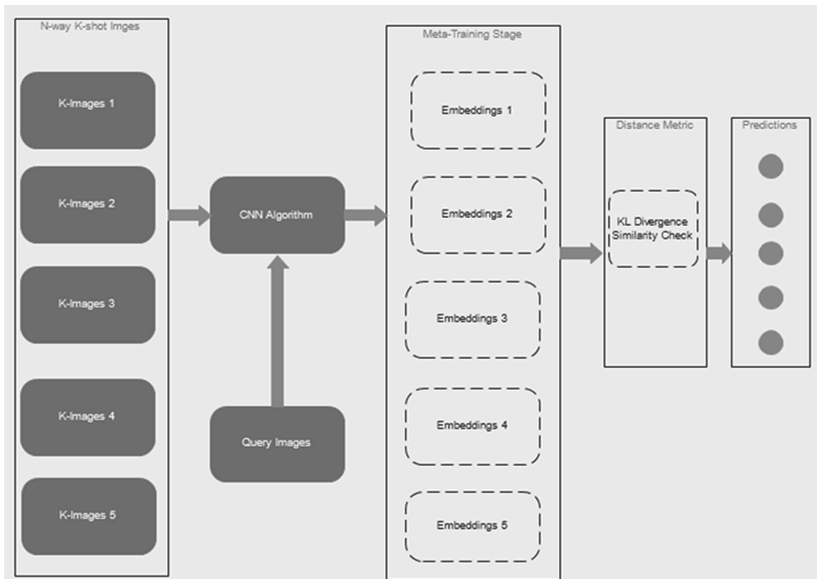 N-way K-shot Imges
K-Images 1
K-Images 2
K-Images 3
K-Images 4
K-Images 5
CNN Algorithm
Query Images
Meta-Training Stage
Embeddings 1
Embeddings 2
Embeddings 3
Embeddings 4
Embeddings 5
Distance Metric
KL Divergence
Similarity Check
Predictions